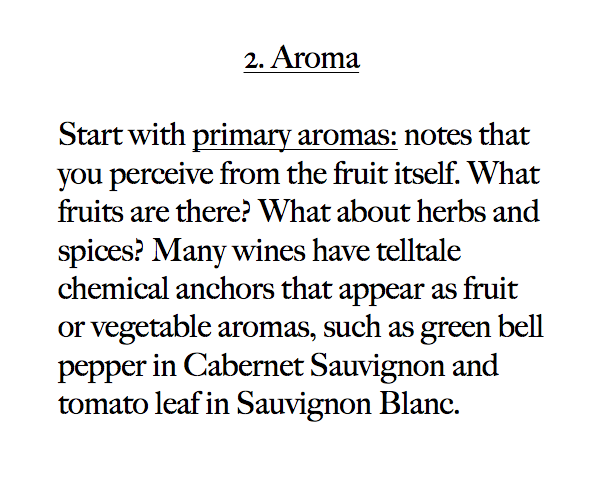 2. Aroma
Start with primary aromas: notes that
you perceive from the fruit itself. What
fruits are there? What about herbs and
spices? Many wines have telltale
chemical anchors that appear as fruit
or vegetable aromas, such as green bell
pepper in Cabernet Sauvignon and
tomato leaf in Sauvignon Blanc.